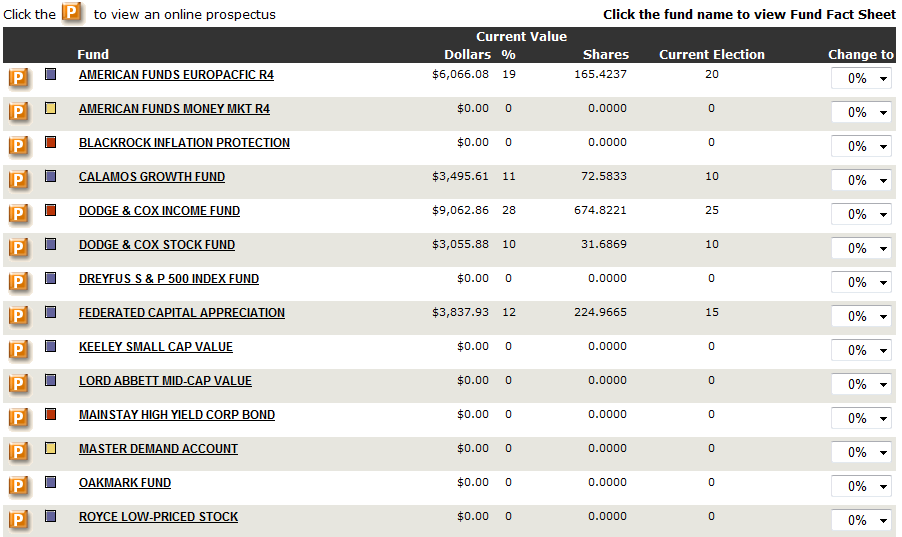 Click the P to view an online prospectus Click the fund name to view Fund Fact Sheet
Current Value
Fund Dollars % Shares Current Election Change to
P AMERICAN FUNDS EUROPACFIC R4 $6,066.08 19 165.4237 20 0%
P AMERICAN FUNDS MONEY MKT R4 $0.00 0 0.0000 0 0%
P BLACKROCK INFLATION PROTECTION $0.00 0 0.0000 0 0%
P CALAMOS GROWTH FUND $3,495.61 11 72.5833 10 0%
P DODGE & COX INCOME FUND $9,062.86 28 674.8221 25 0%
P DODGE & COX STOCK FUND $3,055.88 10 31.6869 10 0%
P DREYFUS S & P 500 INDEX FUND $0.00 0 0.0000 0 0%
P FEDERATED CAPITAL APPRECIATION $3,837.93 12 224.9665 15 0%
P KEELEY SMALL CAP VALUE $0.00 0 0.0000 0 0%
P LORD ABBETT MID-CAP VALUE $0.00 0 0.0000 0 0%
P MAINSTAY HIGH YIELD CORP BOND $0.00 0 0.0000 0 0%
P MASTER DEMAND ACCOUNT $0.00 0 0.0000 0 0%
P OAKMARK FUND $0.00 0 0.0000 0 0%
P ROYCE LOW-PRICED STOCK $0.00 0 0.0000 0 0%